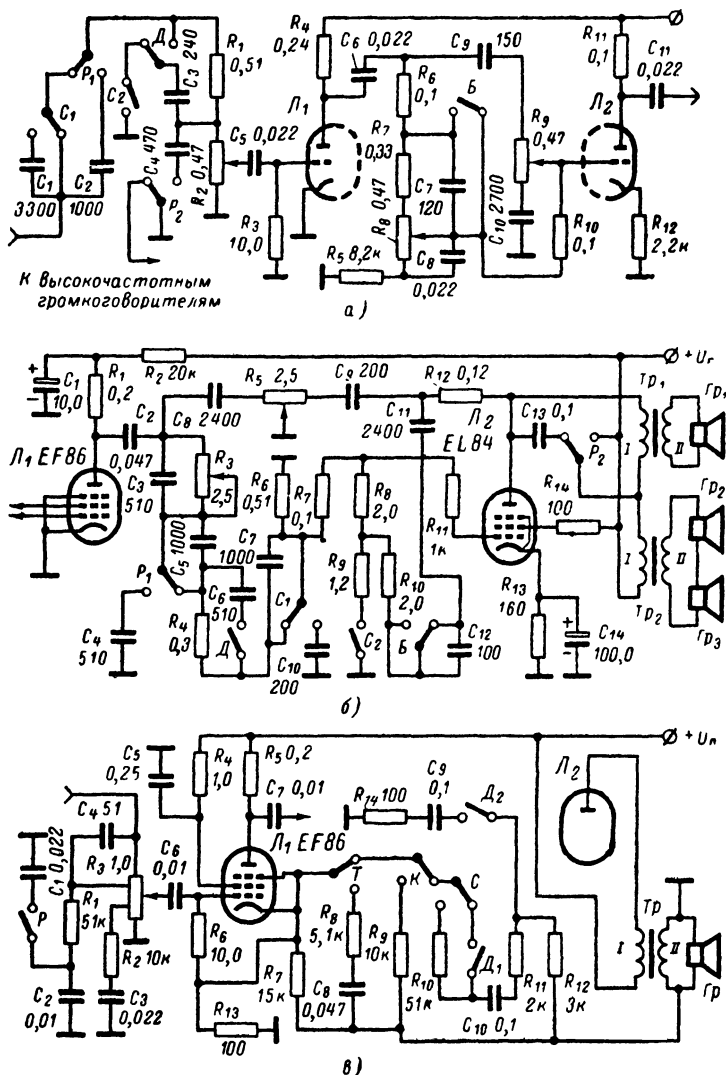 Д
240
R₁
0,51
P₁
C₁
C₂
C₃
C₁
3300
C₂
1000
C₄ 470
R₂ 0,47
P₂
C₅ 0,022
R₃
10,0
R₄
0,24
C₆ 0,022
Л₁
R₆
0,1
R₇
0,33
0,47
R₈
R₅ 8,2к
C₇
120
C₈
0,022
C₉ 150
Б
C₁₀ 2700
R₉
0,47
R₁₀
0,1
Л₂
R₁₁
0,1
C₁₁
0,022
R₁₂
2,2к
К высокочастотным
громкоговорителям
а)
+
-
C₁
10,0
R₁
0,2
R₂ 20к
+ Uг
C₂
0,047
Л₁ EF86
C₃
510
C₈
2400
R₃
2,5
R₅ 2,5
C₉ 200
R₁₂ 0,12
C₁₁
2400
Л₂
EL84
C₁₃ 0,1
P₂
R₁₄
100
Тр₁
I
II
Гр₁
Гр₂
I
II
Тр₂
Гр₃
P₁
C₄
510
C₅ 1000
R₄
0,3
C₆
510
Д
R₆
0,51
C₇
1000
R₇
0,1
C₁
C₁₀
200
R₈
2,0
R₉
1,2
R₁₀
2,0
C₂
Б
C₁₂
100
R₁₁
1к
R₁₃
160
+
-
C₁₄
100,0
б)
+ Uп
C₅
0,25
R₄
1,0
R₅ 0,2
C₇ 0,01
Л₁ EF86
C₄ 51
R₃ 1,0
C₁ 0,022
P
R₁
51к
C₂
0,01
R₂ 10к
C₃
0,022
C₆
0,01
R₆
10,0
R₁₃
100
R₇
15к
R₁₄ 100
C₉
0,1
Д₂
T
К
С
R₈
5,1к
C₈
0,047
R₉
10к
R₁₀
51к
Д₁
C₁₀ 0,1
R₁₁
2к
R₁₂
3к
Л₂
Тр
I
II
Гр
в)